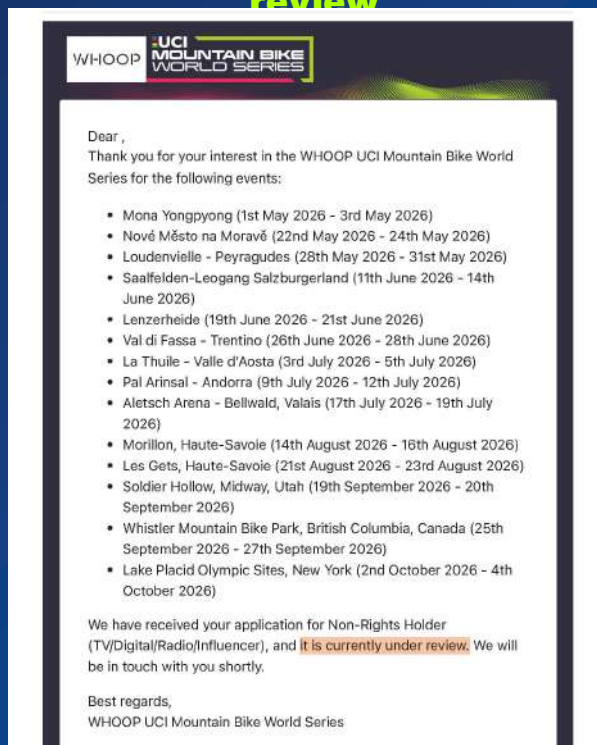 review
WHOOP
UCI
MOUNTAIN BIKE
WORLD SERIES
Dear ,
Thank you for your interest in the WHOOP UCI Mountain Bike World
Series for the following events:
• Mona Yongpyong (1st May 2026 - 3rd May 2026)
• Nové Město na Moravě (22nd May 2026 - 24th May 2026)
• Loudenvielle - Peyragudes (28th May 2026 - 31st May 2026)
• Saalfelden-Leogang Salzburgerland (11th June 2026 - 14th
June 2026)
• Lenzerheide (19th June 2026 - 21st June 2026)
• Val di Fassa - Trentino (26th June 2026 - 28th June 2026)
• La Thuile - Valle d'Aosta (3rd July 2026 - 5th July 2026)
• Pal Arinsal - Andorra (9th July 2026 - 12th July 2026)
• Aletsch Arena - Bellwald, Valais (17th July 2026 - 19th July
2026)
• Morillon, Haute-Savoie (14th August 2026 - 16th August 2026)
• Les Gets, Haute-Savoie (21st August 2026 - 23rd August 2026)
• Soldier Hollow, Midway, Utah (19th September 2026 - 20th
September 2026)
• Whistler Mountain Bike Park, British Columbia, Canada (25th
September 2026 - 27th September 2026)
• Lake Placid Olympic Sites, New York (2nd October 2026 - 4th
October 2026)
We have received your application for Non-Rights Holder
(TV/Digital/Radio/Influencer), and it is currently under review. We will
be in touch with you shortly.
Best regards,
WHOOP UCI Mountain Bike World Series